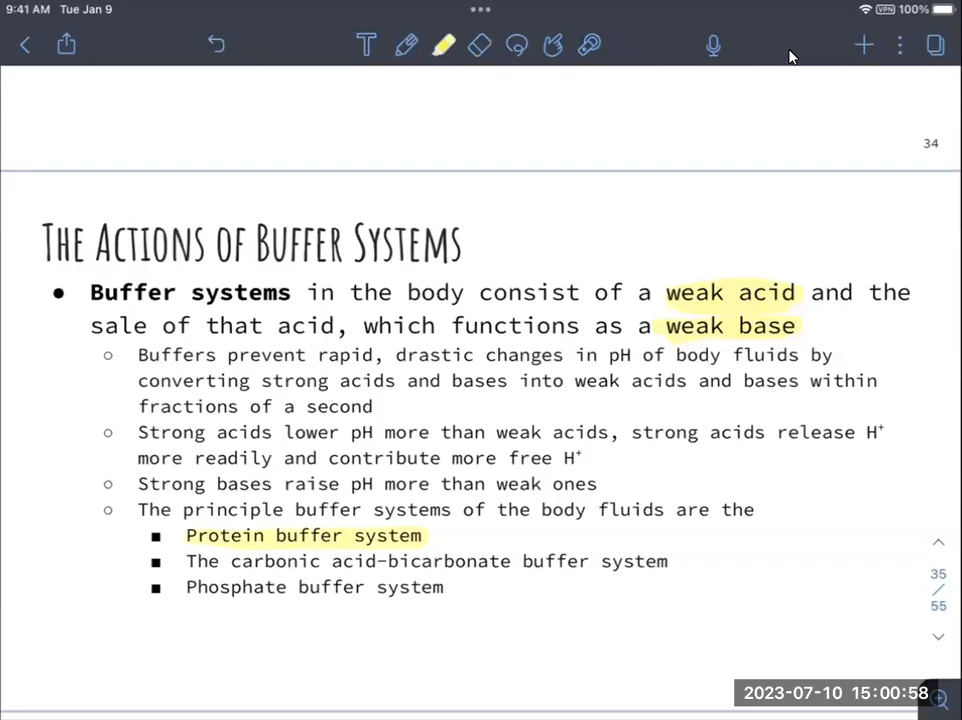 9:41 AM Tue Jan 9
VPN 100%
34
The Actions of Buffer Systems
● Buffer systems in the body consist of a weak acid and the
sale of that acid, which functions as a weak base
○ Buffers prevent rapid, drastic changes in pH of body fluids by
converting strong acids and bases into weak acids and bases within
fractions of a second
○ Strong acids lower pH more than weak acids, strong acids release H⁺
more readily and contribute more free H⁺
○ Strong bases raise pH more than weak ones
○ The principle buffer systems of the body fluids are the
■ Protein buffer system
■ The carbonic acid-bicarbonate buffer system
■ Phosphate buffer system
35
/
55
2023-07-10 15:00:58